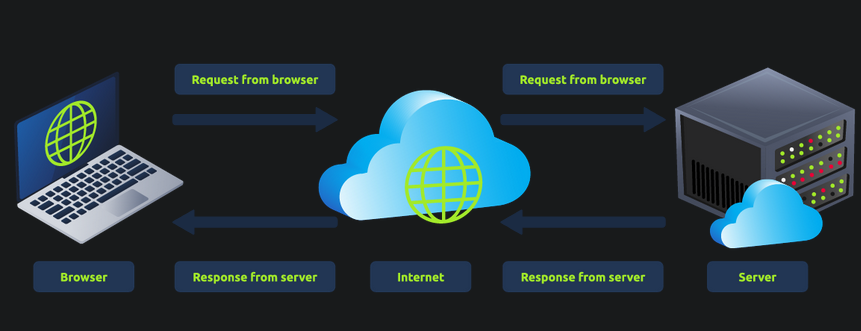 Request from browser
Request from browser
Browser
Response from server
Internet
Response from server
Server